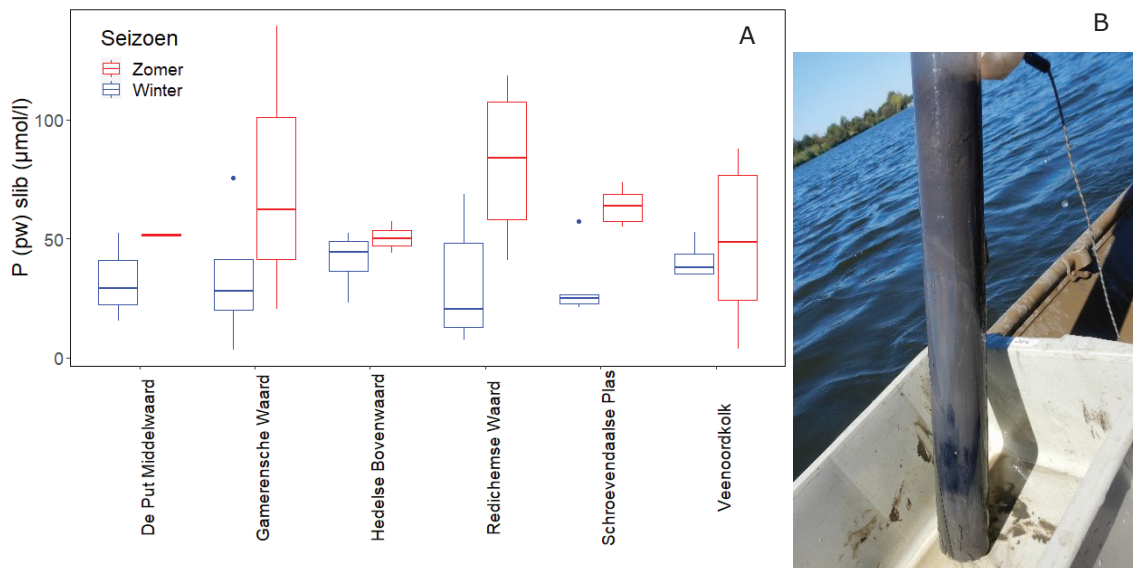 A
B
Seizoen
Zomer
Winter
P (pw) slib (µmol/l)
100
50
0
De Put Middelwaard
Gamerensche Waard
Hedelse Bovenwaard
Redichemse Waard
Schroevendaalse Plas
Veenoordkolk